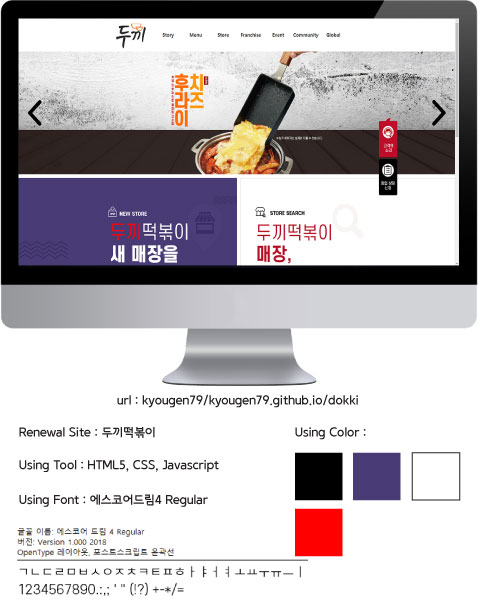 두끼
Story Menu Store Franchise Event Community Global
치즈
후라이
NEW STORE
두끼떡볶이
새 매장을
STORE SEARCH
두끼떡볶이
매장,
url : kyougen79/kyougen79.github.io/dokki
Renewal Site : 두끼떡볶이
Using Color :
Using Tool : HTML5, CSS, Javascript
Using Font : 에스코어드림4 Regular
글꼴 이름: 에스코어 드림 4 Regular
버전: Version 1.000 2018
OpenType 레이아웃, 포스트스크립트 윤곽선
ㄱㄴㄷㄹㅁㅂㅅㅇㅈㅊㅋㅌㅍㅎㅏㅑㅓㅕㅗㅛㅜㅠㅡㅣ
1234567890.:,; ' " (!?) +-*/=